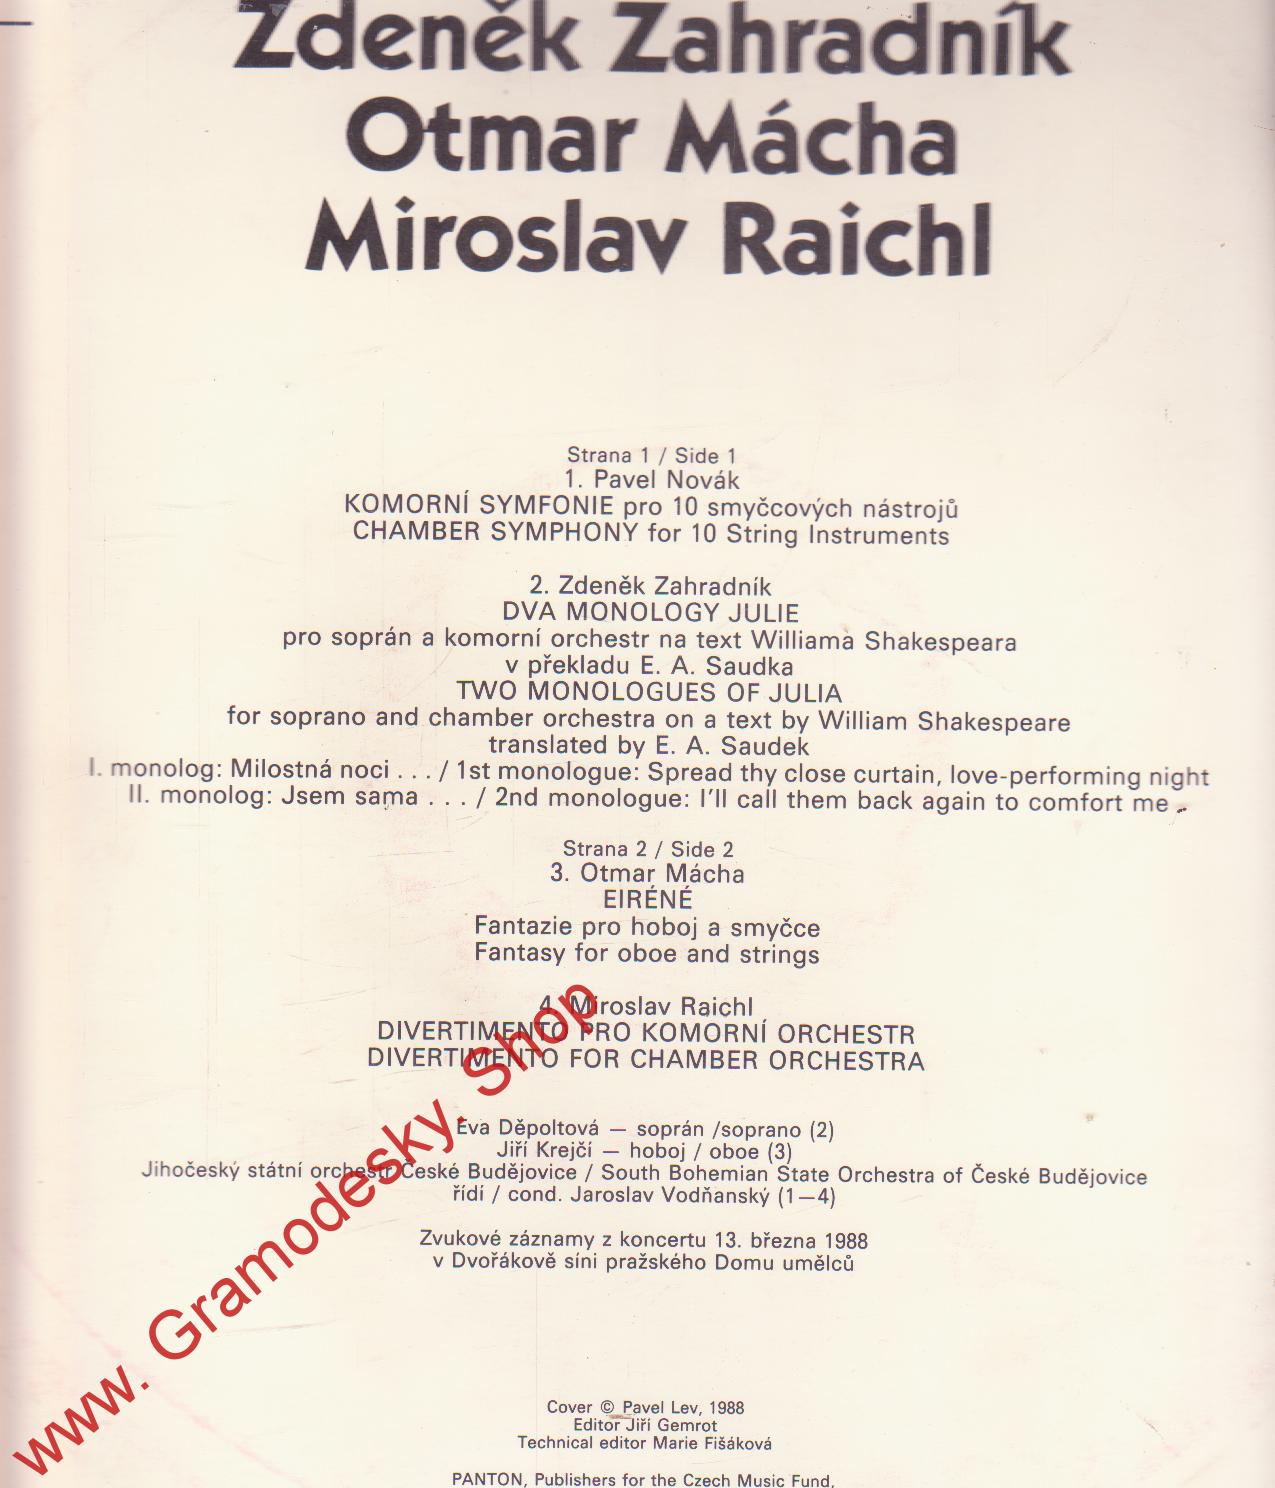 Zdeněk Zahradník
Otmar Mácha
Miroslav Raichl
Strana 1 / Side 1
1. Pavel Novák
KOMORNÍ SYMFONIE pro 10 smyčcových nástrojů
CHAMBER SYMPHONY for 10 String Instruments
2. Zdeněk Zahradník
DVA MONOLOGY JULIE
pro soprán a komorní orchestr na text Williama Shakespeara
v překladu E. A. Saudka
TWO MONOLOGUES OF JULIA
for soprano and chamber orchestra on a text by William Shakespeare
translated by E. A. Saudek
I. monolog: Milostná noci . . . / 1st monologue: Spread thy close curtain, love-performing night
II. monolog: Jsem sama . . . / 2nd monologue: I'll call them back again to comfort me
Strana 2 / Side 2
3. Otmar Mácha
EIRÉNÉ
Fantazie pro hoboj a smyčce
Fantasy for oboe and strings
4. Miroslav Raichl
DIVERTIMENTO PRO KOMORNÍ ORCHESTR
DIVERTIMENTO FOR CHAMBER ORCHESTRA
Eva Děpoltová — soprán /soprano (2)
Jiří Krejčí — hoboj / oboe (3)
Jihočeský státní orchestr České Budějovice / South Bohemian State Orchestra of České Budějovice
řídí / cond. Jaroslav Vodňanský (1—4)
Zvukové záznamy z koncertu 13. března 1988
v Dvořákově síni pražského Domu umělců
Cover © Pavel Lev, 1988
Editor Jiří Gemrot
Technical editor Marie Fišáková
PANTON, Publishers for the Czech Music Fund,
www. Gramodesky. Shop